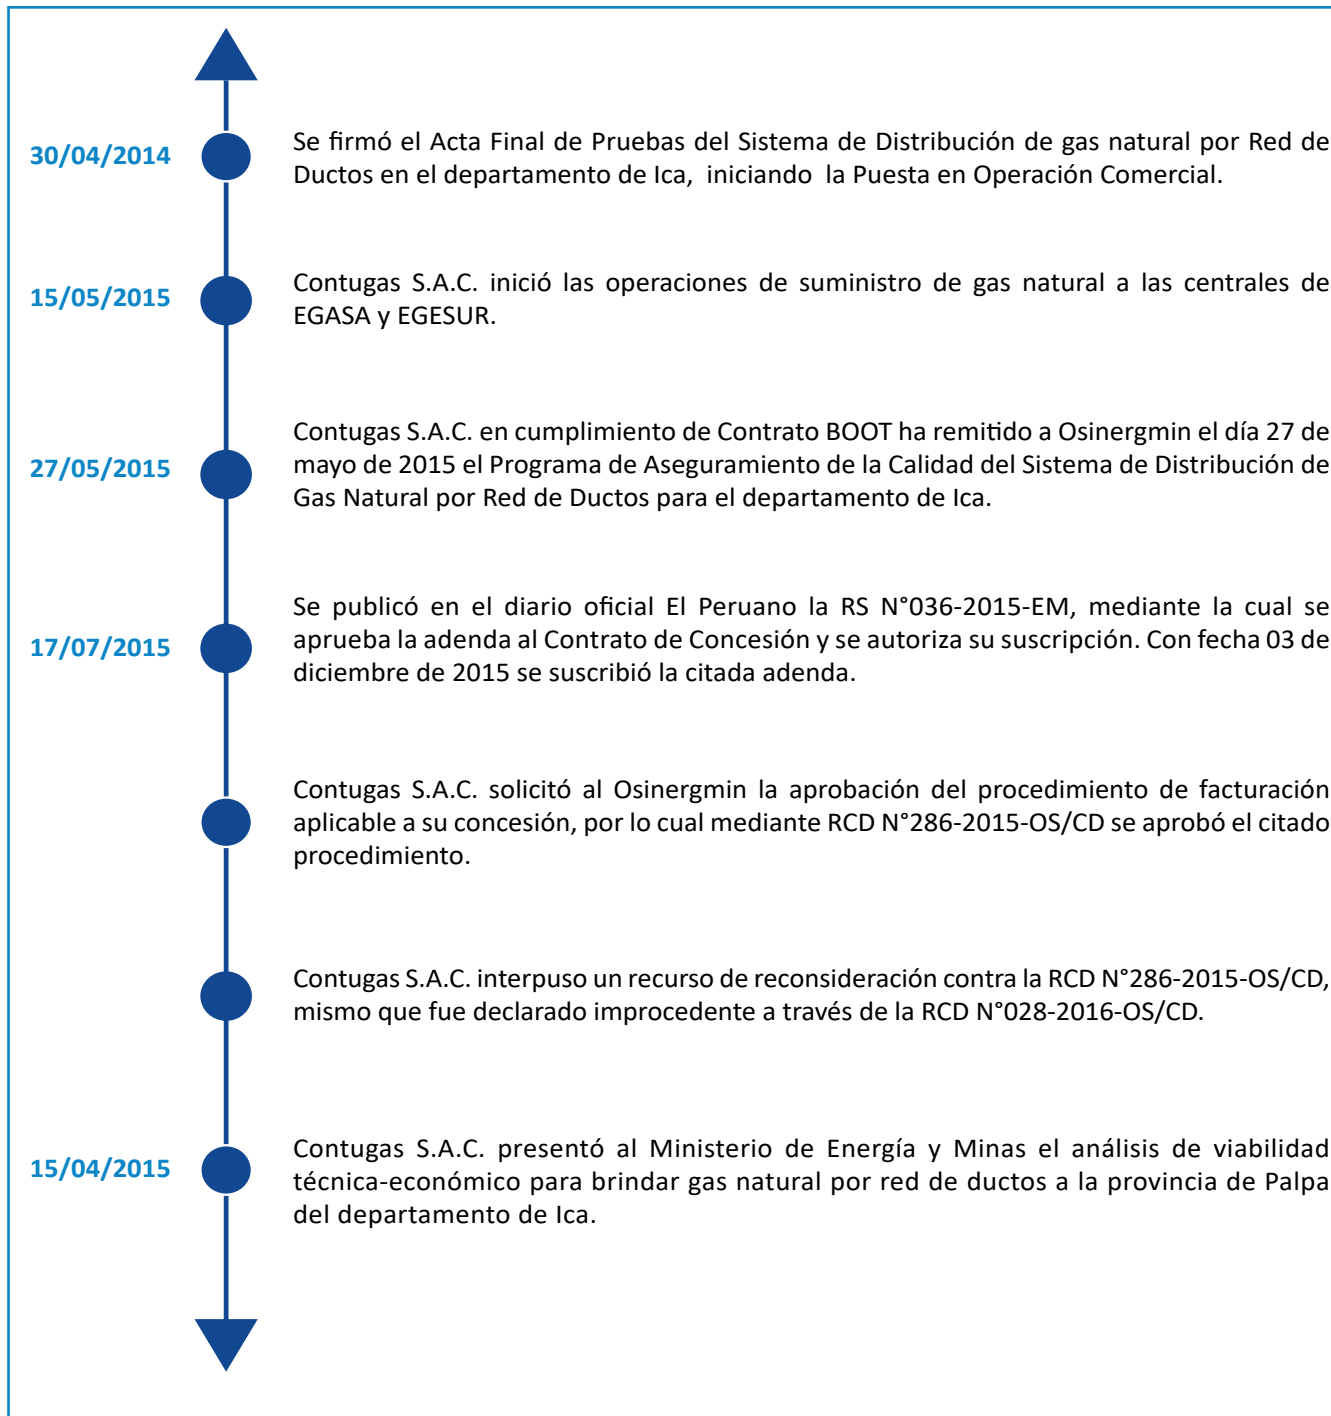 30/04/2014
Se firmó el Acta Final de Pruebas del Sistema de Distribución de gas natural por Red de
Ductos en el departamento de Ica, iniciando la Puesta en Operación Comercial.
15/05/2015
Contugas S.A.C. inició las operaciones de suministro de gas natural a las centrales de
EGASA y EGESUR.
27/05/2015
Contugas S.A.C. en cumplimiento de Contrato BOOT ha remitido a Osinergmin el día 27 de
mayo de 2015 el Programa de Aseguramiento de la Calidad del Sistema de Distribución de
Gas Natural por Red de Ductos para el departamento de Ica.
17/07/2015
Se publicó en el diario oficial El Peruano la RS N°036-2015-EM, mediante la cual se
aprueba la adenda al Contrato de Concesión y se autoriza su suscripción. Con fecha 03 de
diciembre de 2015 se suscribió la citada adenda.
Contugas S.A.C. solicitó al Osinergmin la aprobación del procedimiento de facturación
aplicable a su concesión, por lo cual mediante RCD N°286-2015-OS/CD se aprobó el citado
procedimiento.
Contugas S.A.C. interpuso un recurso de reconsideración contra la RCD N°286-2015-OS/CD,
mismo que fue declarado improcedente a través de la RCD N°028-2016-OS/CD.
15/04/2015
Contugas S.A.C. presentó al Ministerio de Energía y Minas el análisis de viabilidad
técnica-económico para brindar gas natural por red de ductos a la provincia de Palpa
del departamento de Ica.